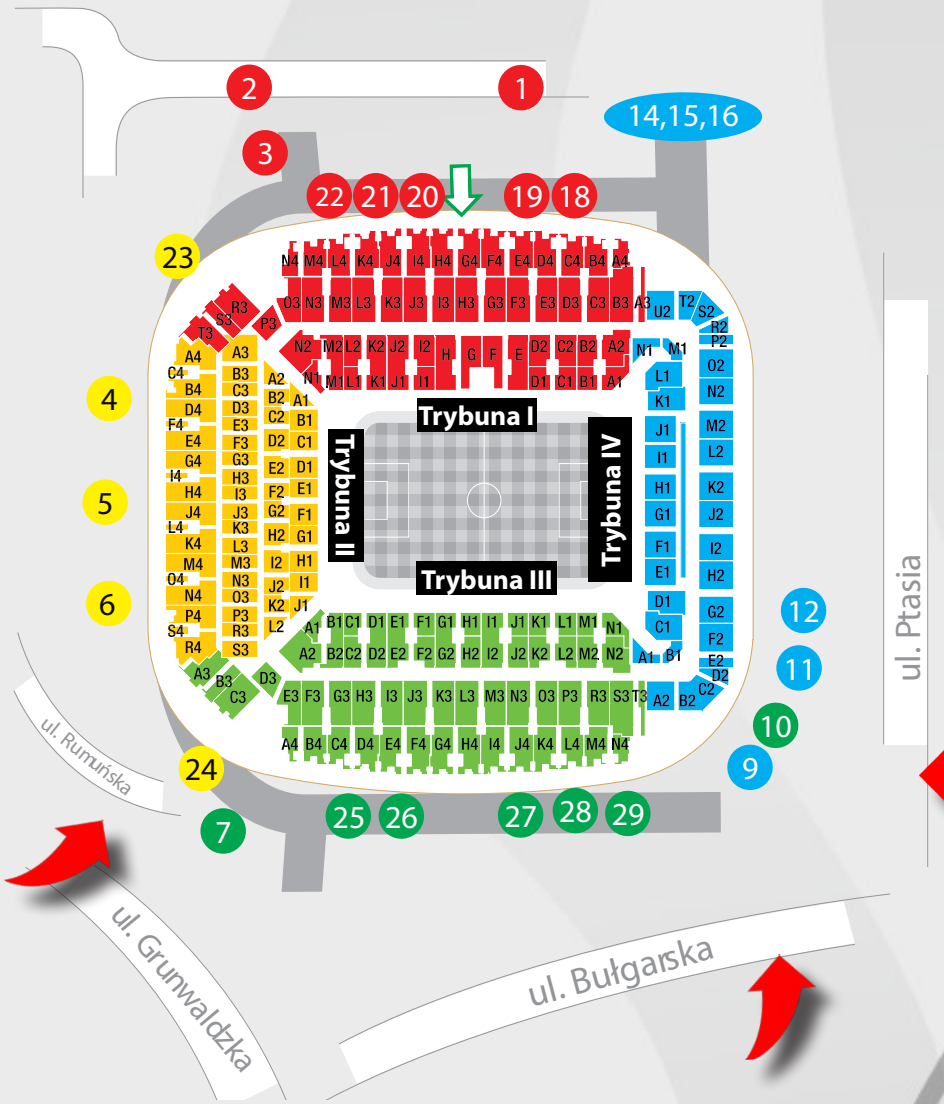 2
1
14,15,16
3
22
21
20
19
18
23
N4 M4 L4 K4 J4 I4 H4 G4 F4 E4 D4 C4 B4 A4
O3 N3 M3 L3 K3 J3 I3 H3 G3 F3 E3 D3 C3 B3 A3
R3
S3
T3
P3
N2 M2 L2 K2 J2 I2 H G F E D2 C2 B2 A2
N1 M1 L1 K1 J1 I1 D1 C1 B1 A1
U2 T2 S2
R2
P2
N1 M1
O2
L1
N2
K1
M2
J1
L2
I1
K2
H1
J2
G1
I2
F1
H2
E1
G2
D1
F2
C1
E2
D2
A1 B1
C2
A2 B2
4
5
6
A4
C4
B4
D4
F4
E4
G4
I4
H4
J4
L4
K4
M4
O4
N4
P4
S4
R4
A3
B3
C3
D3
E3
F3
G3
H3
I3
J3
K3
L3
M3
N3
O3
P3
R3
S3
A2
B2
C2
D2
E2
F2
G2
H2
I2
J2
K2
L2
A1
B1
C1
D1
E1
F1
G1
H1
I1
J1
Trybuna I
Trybuna II
Trybuna IV
Trybuna III
A1 B1 C1 D1 E1 F1 G1 H1 I1 J1 K1 L1 M1 N1
A2 B2 C2 D2 E2 F2 G2 H2 I2 J2 K2 L2 M2 N2
A3
B3
C3
D3
E3 F3 G3 H3 I3 J3 K3 L3 M3 N3 O3 P3 R3 S3 T3
A4 B4 C4 D4 E4 F4 G4 H4 I4 J4 K4 L4 M4 N4
12
11
10
9
24
7
25
26
27
28
29
ul. Ptasia
ul. Rumuńska
ul. Grunwaldzka
ul. Bułgarska